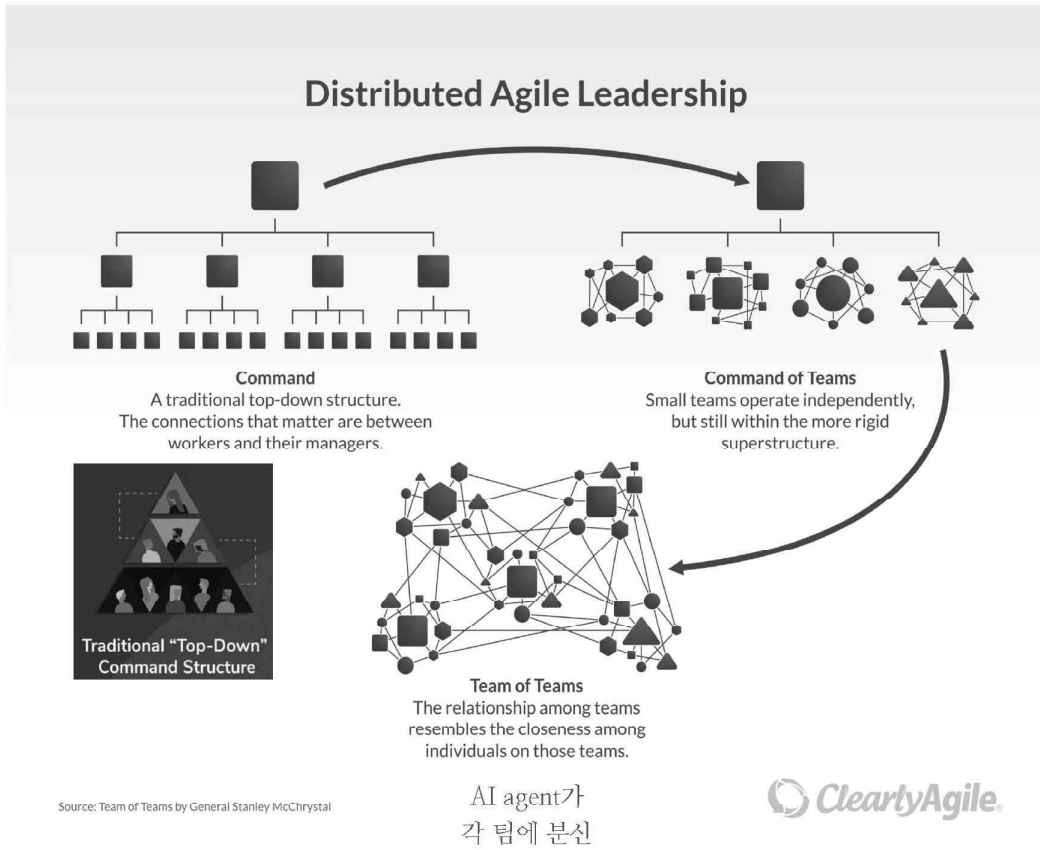 Distributed Agile Leadership
Command
A traditional top-down structure.
The connections that matter are between
workers and their managers.
Command of Teams
Small teams operate independently,
but still within the more rigid
superstructure.
Traditional “Top-Down”
Command Structure
Team of Teams
The relationship among teams
resembles the closeness among
individuals on those teams.
Source: Team of Teams by General Stanley McChrystal
AI agent가
각 팀에 분신
ClearlyAgile®